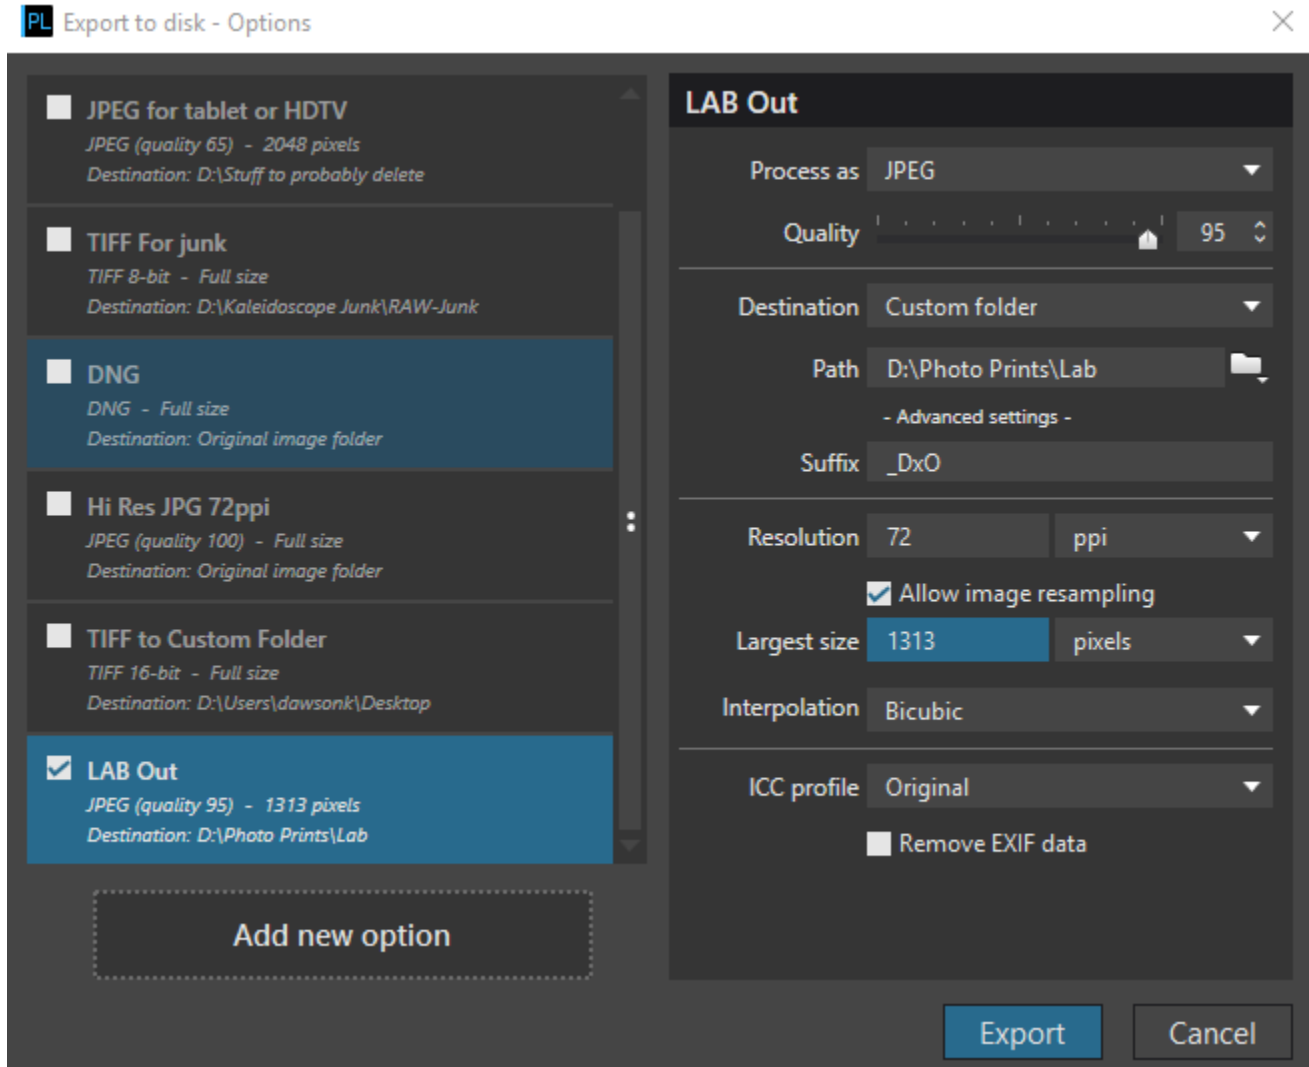 PL Export to disk - Options
JPEG for tablet or HDTV
JPEG (quality 65) - 2048 pixels
Destination: D:\Stuff to probably delete
TIFF For junk
TIFF 8-bit - Full size
Destination: D:\Kaleidoscope Junk\RAW-Junk
DNG
DNG - Full size
Destination: Original image folder
Hi Res JPG 72ppi
JPEG (quality 100) - Full size
Destination: Original image folder
TIFF to Custom Folder
TIFF 16-bit - Full size
Destination: D:\Users\dawsonk\Desktop
LAB Out
JPEG (quality 95) - 1313 pixels
Destination: D:\Photo Prints\Lab
Add new option
LAB Out
Process as JPEG
Quality 95
Destination Custom folder
Path D:\Photo Prints\Lab
- Advanced settings -
Suffix _DxO
Resolution 72 ppi
Allow image resampling
Largest size 1313 pixels
Interpolation Bicubic
ICC profile Original
Remove EXIF data
Export Cancel